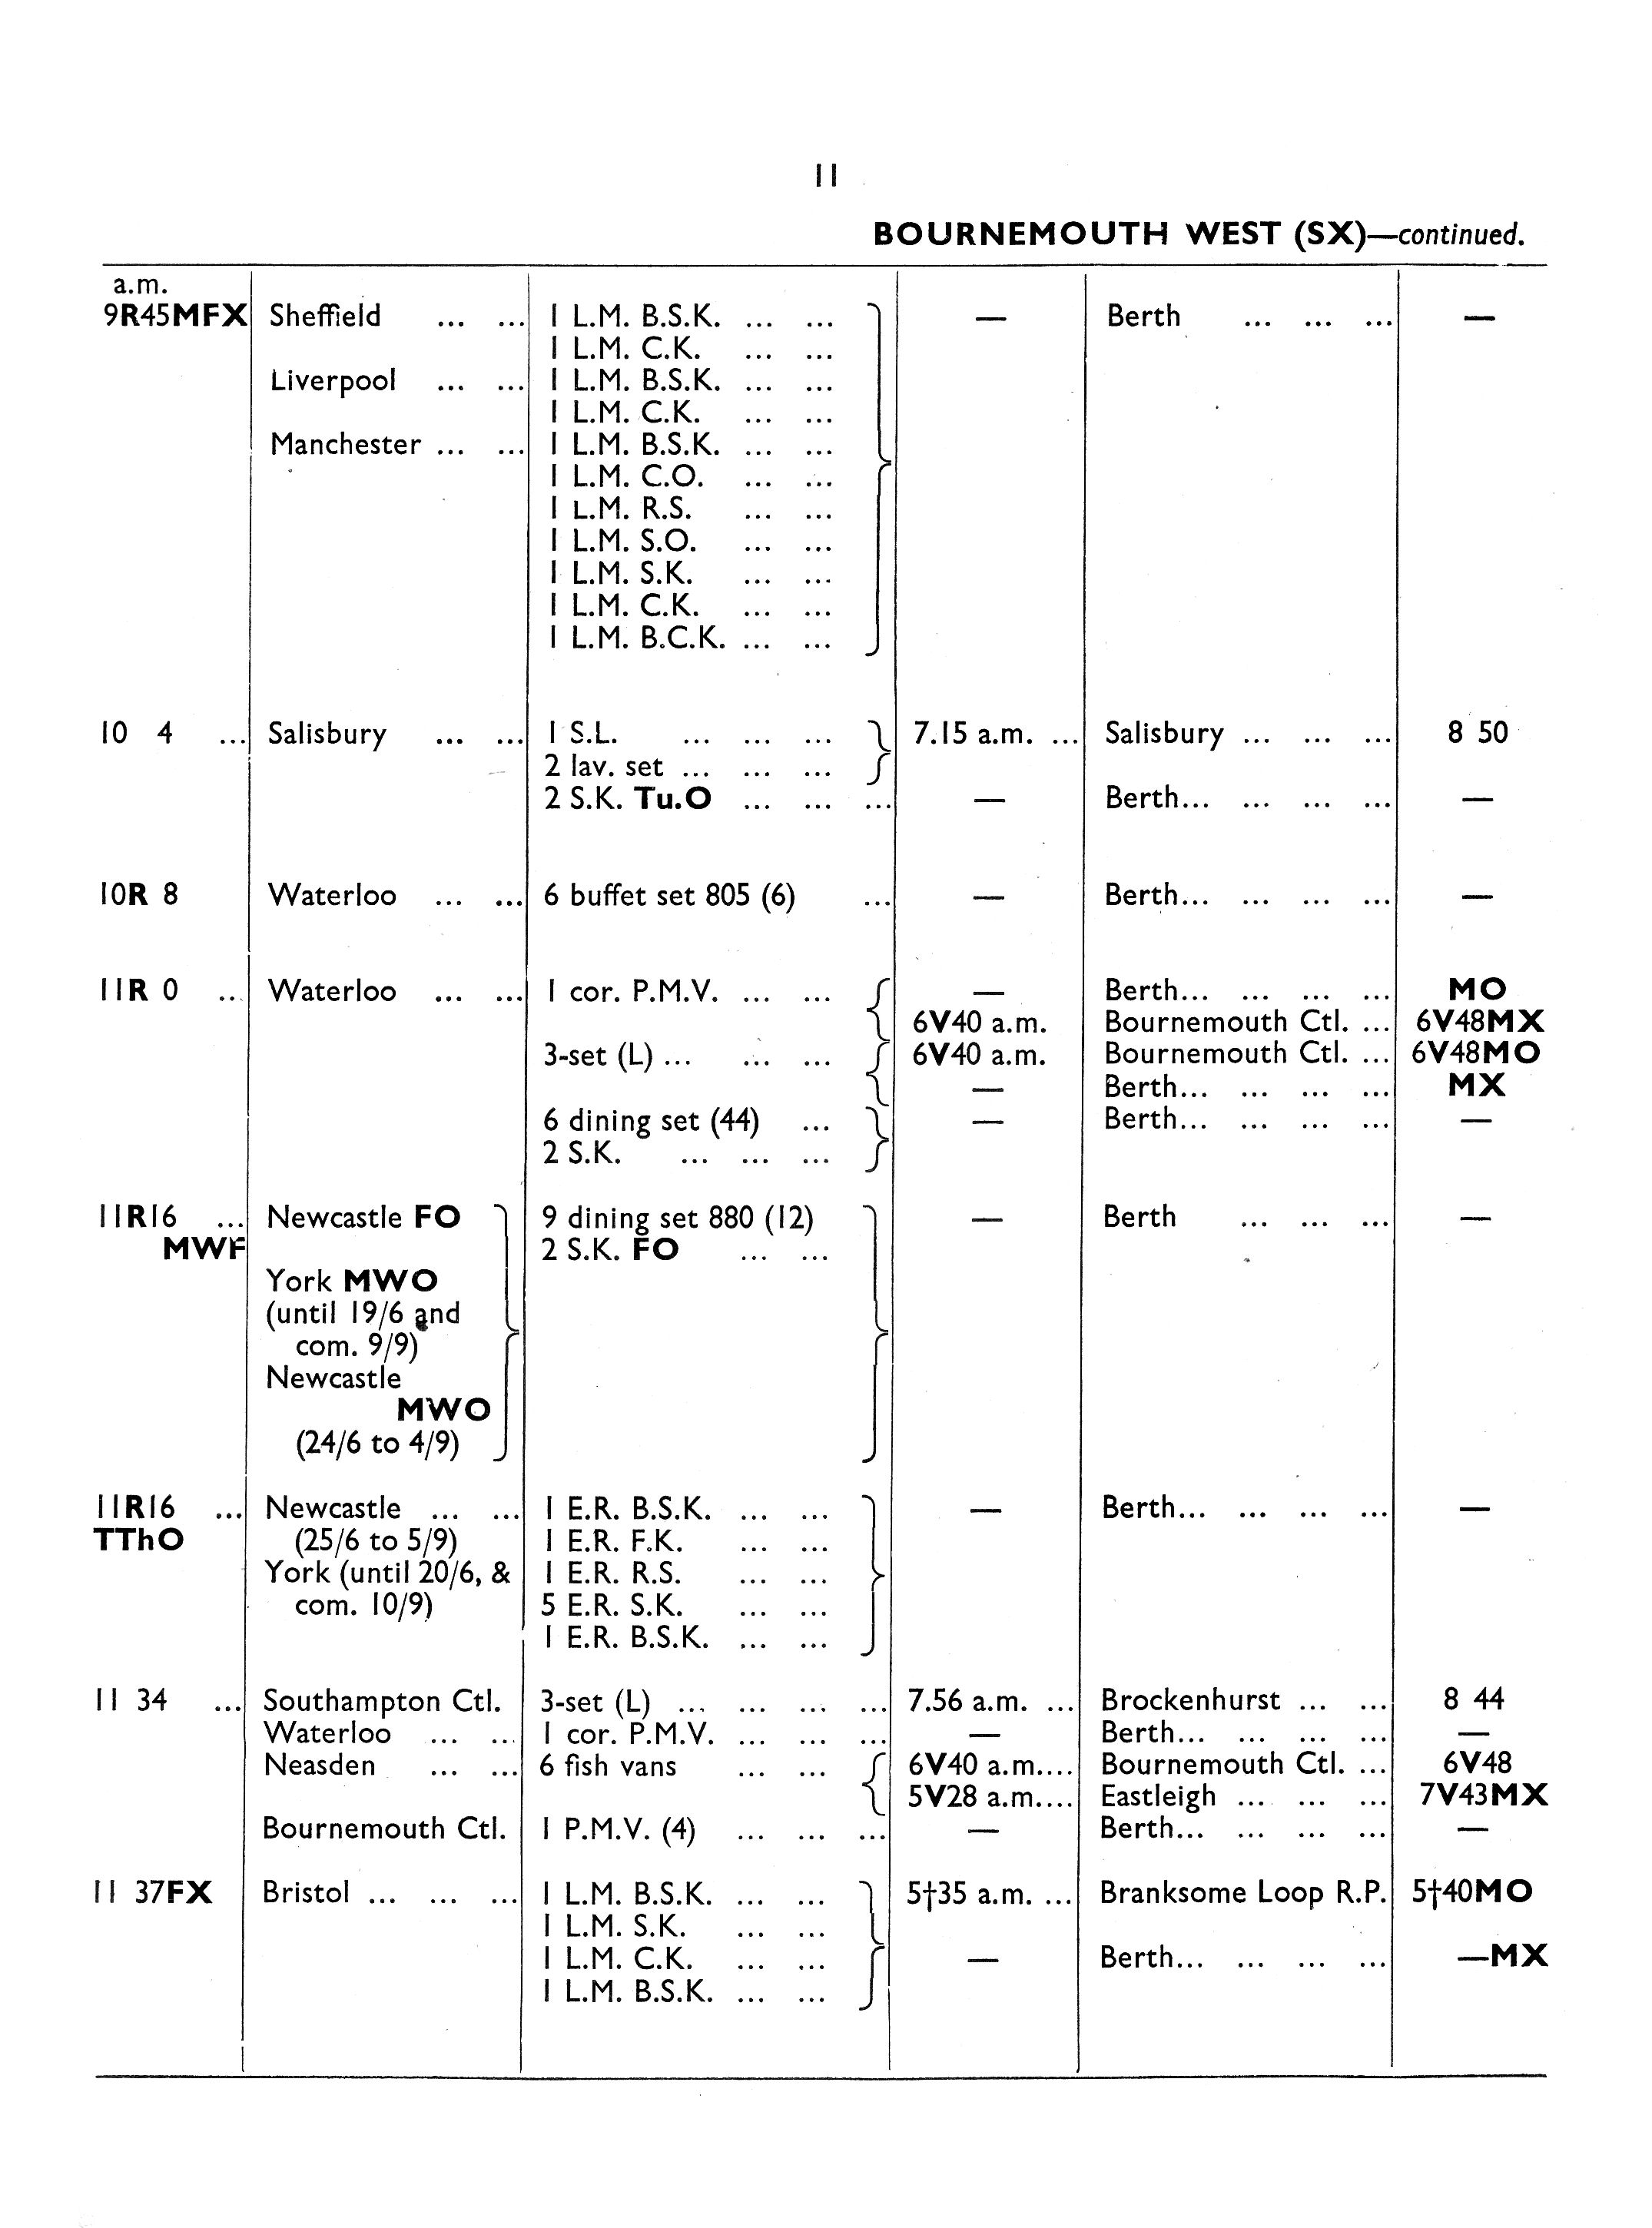 11
BOURNEMOUTH WEST (SX)—continued.
a.m.
9R45MFX Sheffield ... ... 1 L.M. B.S.K. ... ... — Berth ... ... ... —
1 L.M. C.K. ... ...
Liverpool ... ... 1 L.M. B.S.K. ... ...
1 L.M. C.K. ... ...
Manchester ... ... 1 L.M. B.S.K. ... ...
1 L.M. C.O. ... ...
1 L.M. R.S. ... ...
1 L.M. S.O. ... ...
1 L.M. S.K. ... ...
1 L.M. C.K. ... ...
1 L.M. B.C.K. ... ...
10 4 ... Salisbury ... ... 1 S.L. ... ... ... 7.15 a.m. ... Salisbury ... ... ... 8 50
2 lav. set ... ... ...
2 S.K. Tu.O ... ... ... — Berth... ... ... ... —
10R 8 Waterloo ... ... 6 buffet set 805 (6) ... — Berth... ... ... ... —
11R 0 ... Waterloo ... ... 1 cor. P.M.V. ... ... — Berth... ... ... ... MO
6V40 a.m. Bournemouth Ctl. ... 6V48MX
3-set (L) ... ... ... 6V40 a.m. Bournemouth Ctl. ... 6V48MO
— Berth... ... ... ... MX
6 dining set (44) ... — Berth... ... ... ... —
2 S.K. ... ... ...
11R16 ... Newcastle FO 9 dining set 880 (12) — Berth ... ... ... —
MWF 2 S.K. FO ... ...
York MWO
(until 19/6 and
com. 9/9)
Newcastle
MWO
(24/6 to 4/9)
11R16 ... Newcastle ... ... 1 E.R. B.S.K. ... ... — Berth... ... ... ... —
TThO (25/6 to 5/9) 1 E.R. F.K. ... ...
York (until 20/6, & 1 E.R. R.S. ... ...
com. 10/9) 5 E.R. S.K. ... ...
1 E.R. B.S.K. ... ...
11 34 ... Southampton Ctl. 3-set (L) ... ... ... ... 7.56 a.m. ... Brockenhurst ... ... 8 44
Waterloo ... ... 1 cor. P.M.V. ... ... ... — Berth... ... ... ... —
Neasden ... ... 6 fish vans ... ... 6V40 a.m.... Bournemouth Ctl. ... 6V48
5V28 a.m.... Eastleigh ... ... ... 7V43MX
Bournemouth Ctl. 1 P.M.V. (4) ... ... ... — Berth... ... ... ... —
11 37FX Bristol ... ... ... 1 L.M. B.S.K. ... ... 5†35 a.m. ... Branksome Loop R.P. 5†40MO
1 L.M. S.K. ... ...
1 L.M. C.K. ... ... — Berth... ... ... ... —MX
1 L.M. B.S.K. ... ...